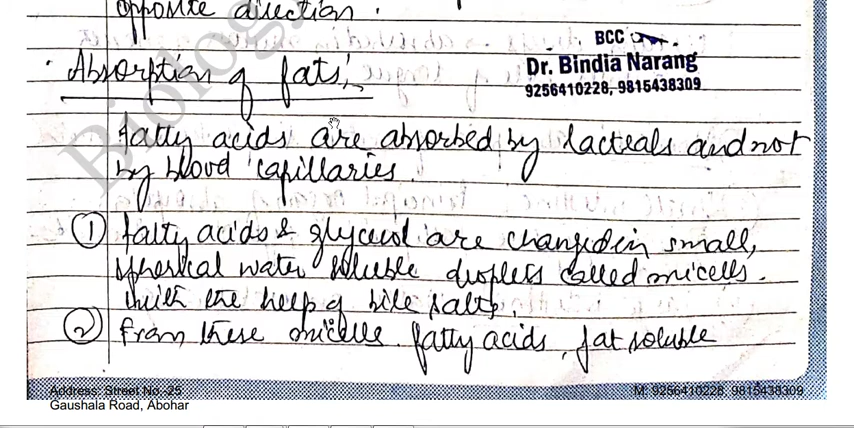 opposite direction.
BCC
Dr. Bindia Narang
9256410228, 9815438309
Absorption of fats:
Biology
fatty acids are absorbed by lacteals and not
by blood capillaries.
① fatty acids & glycerol are changed in small,
spherical water soluble droplets called micells.
with the help of bile salts.
② from these micells fatty acids, fat soluble
Address: Street No. 25
Gaushala Road, Abohar
M: 9256410228, 9815438309